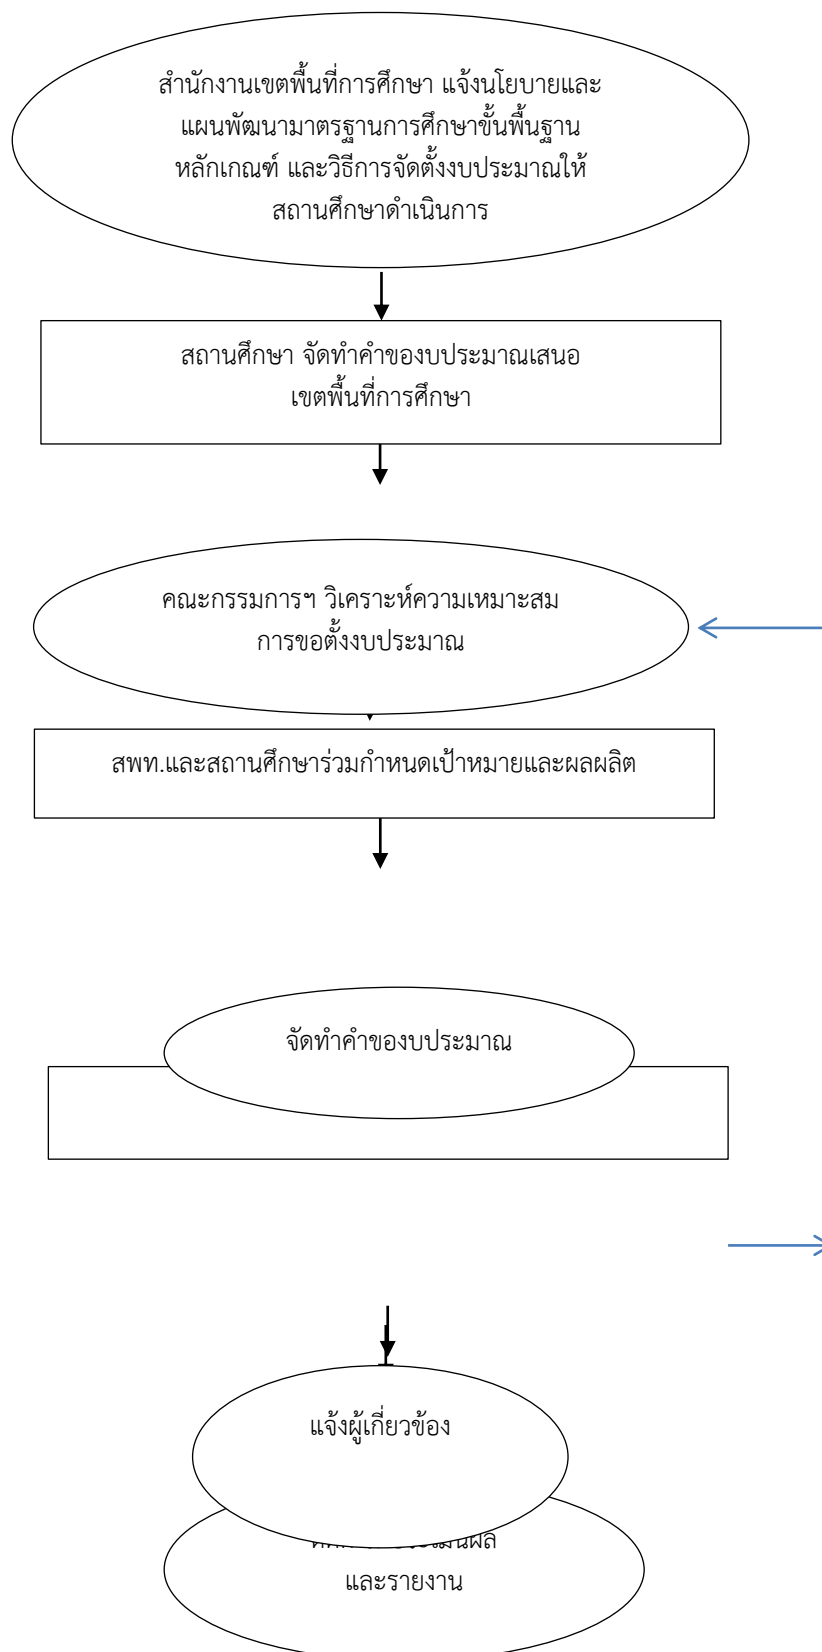 สำนักงานเขตพื้นที่การศึกษา แจ้งนโยบายและ
แผนพัฒนามาตรฐานการศึกษาขั้นพื้นฐาน
หลักเกณฑ์ และวิธีการจัดตั้งงบประมาณให้
สถานศึกษาดำเนินการ
สถานศึกษา จัดทำคำของบประมาณเสนอ
เขตพื้นที่การศึกษา
คณะกรรมการฯ วิเคราะห์ความเหมาะสม
การขอตั้งงบประมาณ
สพท.และสถานศึกษาร่วมกำหนดเป้าหมายและผลผลิต
จัดทำคำของบประมาณ
แจ้งผู้เกี่ยวข้อง
และรายงาน